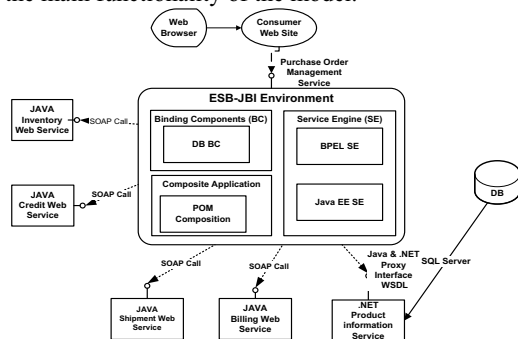 the main functionality of the model.
Web
Browser
Consumer
Web Site
Purchase Order
Management
Service
ESB-JBI Environment
JAVA
Inventory
Web Service
SOAP Call
Binding Components (BC)
DB BC
Service Engine (SE)
BPEL SE
Composite Application
POM
Composition
Java EE SE
DB
JAVA
Credit Web
Service
SOAP Call
SOAP Call
SOAP Call
Java & .NET
Proxy
Interface
WSDL
SQL Server
JAVA
Shipment Web
Service
JAVA
Billing Web
Service
.NET
Product
information
Service